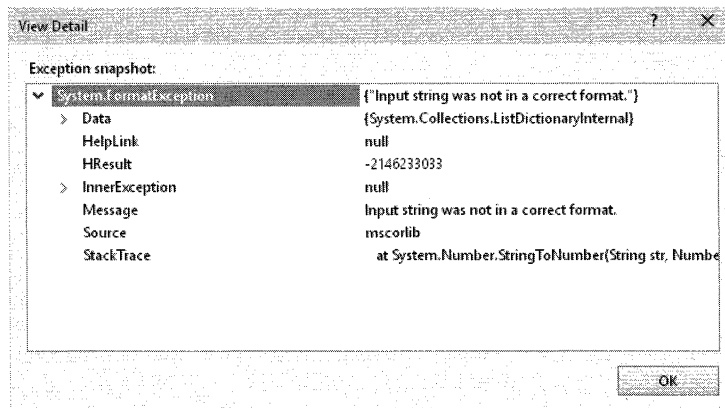 View Detail ? ×
Exception snapshot:
System.FormatException {"Input string was not in a correct format."}
Data {System.Collections.ListDictionaryInternal}
HelpLink null
HResult -2146233033
InnerException null
Message Input string was not in a correct format.
Source mscorlib
StackTrace at System.Number.StringToNumber(String str, Numbe
OK